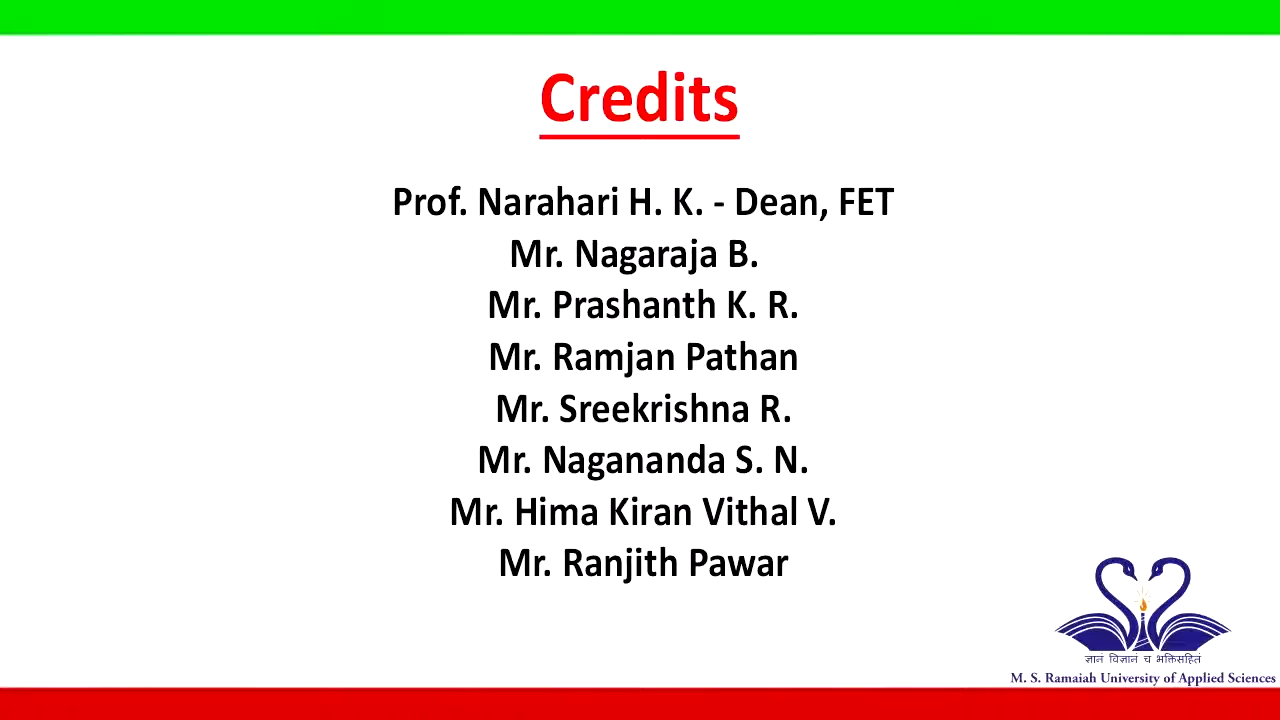 Credits
Prof. Narahari H. K. - Dean, FET
Mr. Nagaraja B.
Mr. Prashanth K. R.
Mr. Ramjan Pathan
Mr. Sreekrishna R.
Mr. Nagananda S. N.
Mr. Hima Kiran Vithal V.
Mr. Ranjith Pawar
ज्ञानं विज्ञानं च भक्तिसहितं
M. S. Ramaiah University of Applied Sciences